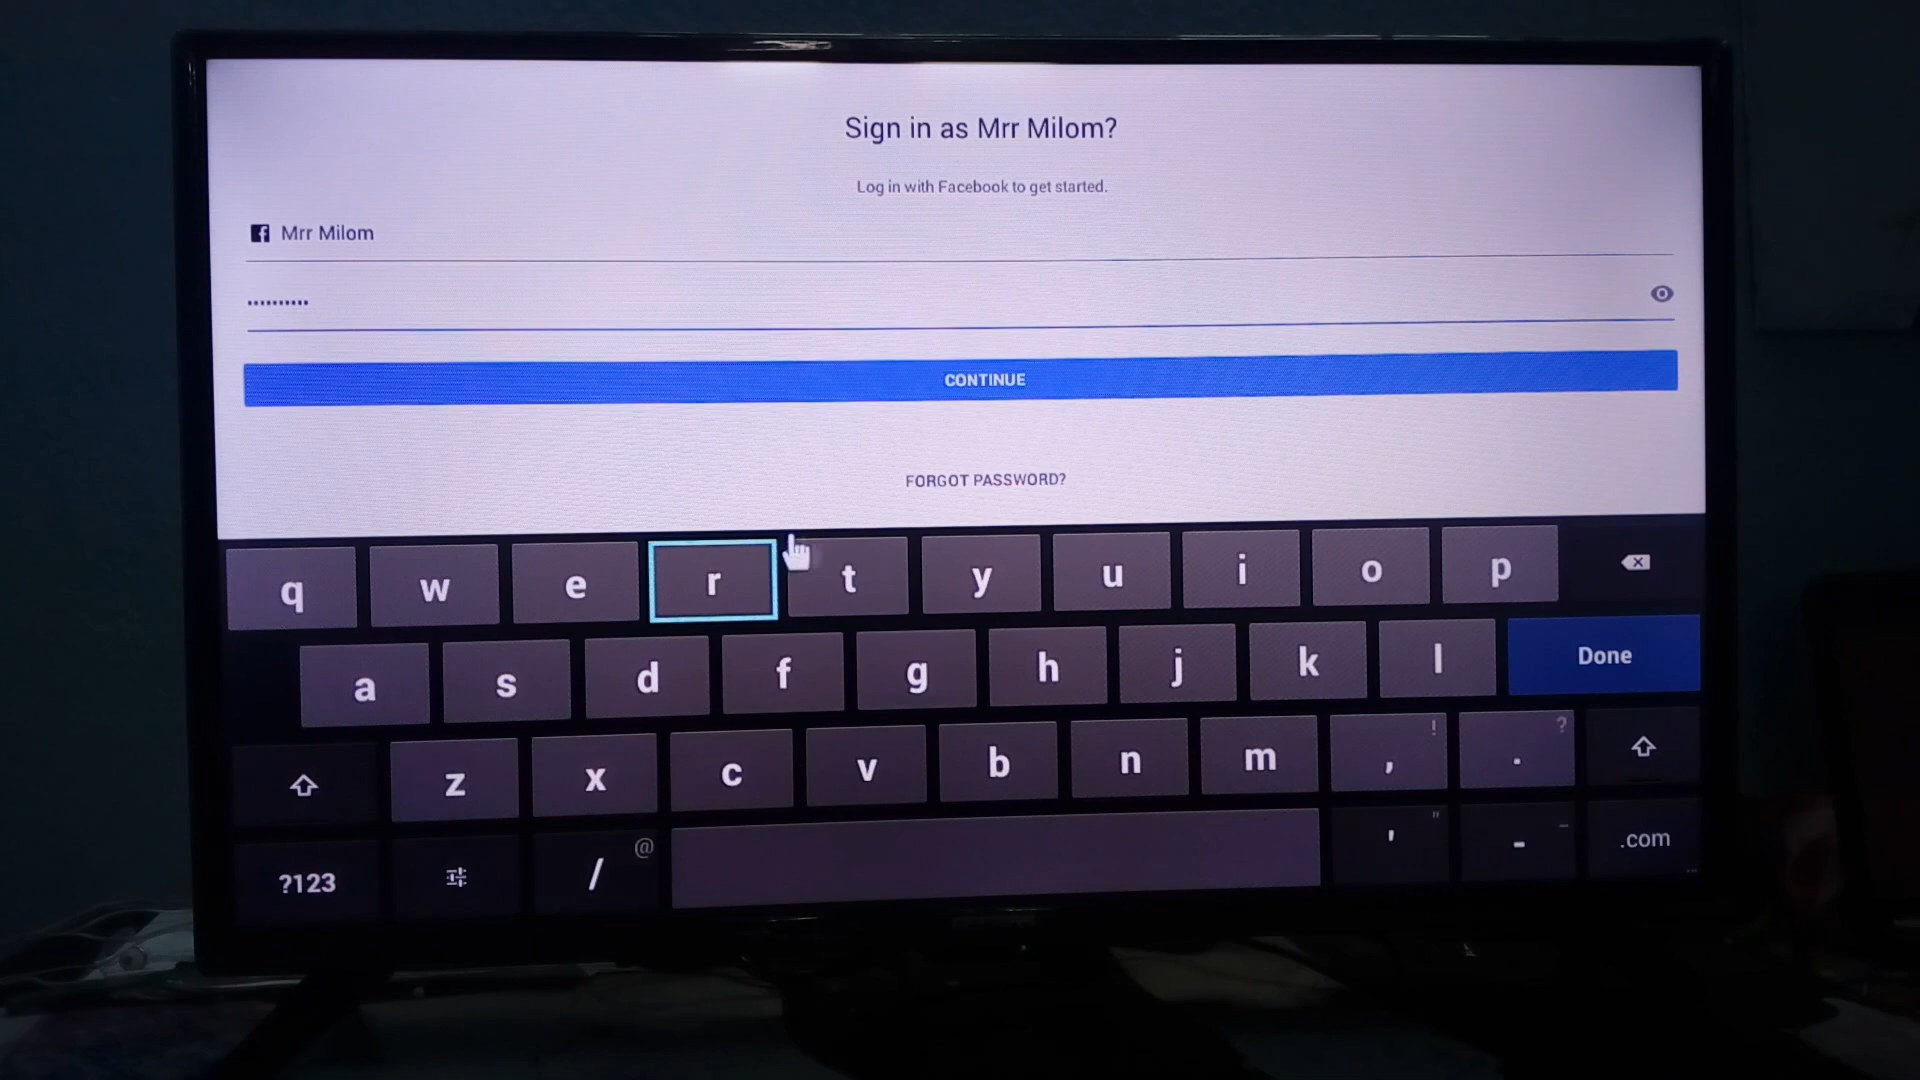 Sign in as Mrr Milom?
Log in with Facebook to get started.
f Mrr Milom
••••••••••
CONTINUE
FORGOT PASSWORD?
q w e r t y u i o p
a s d f g h j k l Done
z x c v b n m , ! . ?
?123 / @ ' " - _ .com